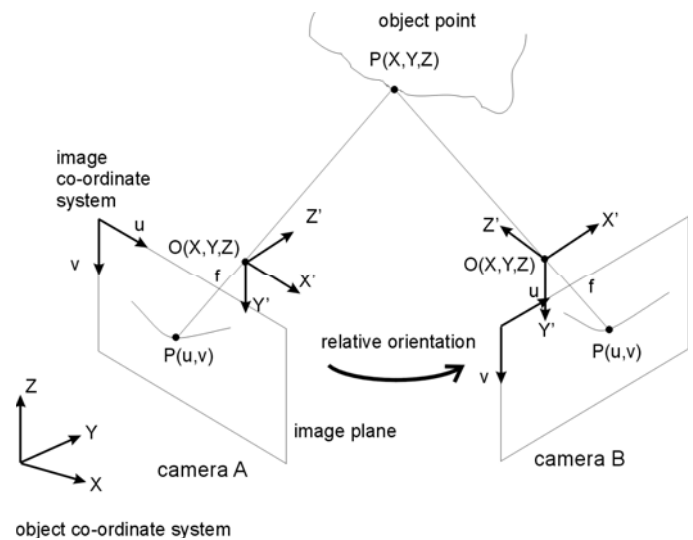 object point
P(X,Y,Z)
image
co-ordinate
system
u
v
Z'
O(X,Y,Z)
X'
f
Y'
P(u,v)
Z'
X'
O(X,Y,Z)
u
f
Y'
P(u,v)
v
relative orientation
image plane
camera A
camera B
Z
Y
X
object co-ordinate system